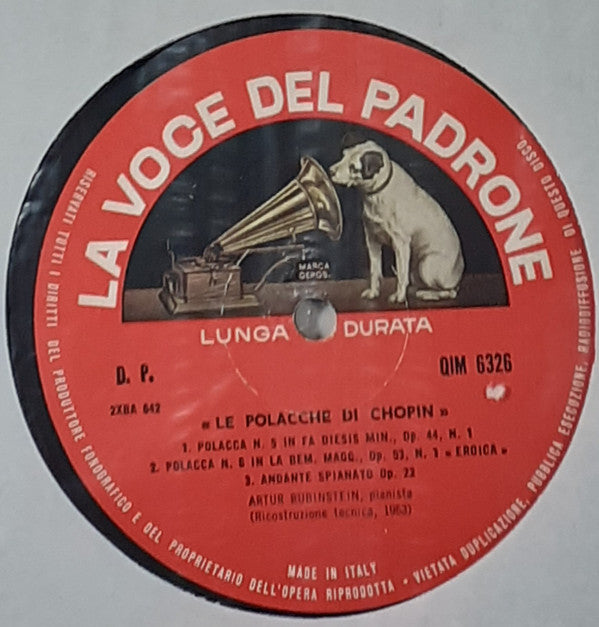 LA VOCE DEL PADRONE
MARCA
DEPOS.
LUNGA DURATA
D. P.
QIM 6326
2XBA 642
« LE POLACCHE DI CHOPIN »
1. POLACCA N. 5 IN FA DIESIS MIN., Op. 44, N. 1
2. POLACCA N. 6 IN LA BEM. MAGG., Op. 53, N. 1 « EROICA »
3. ANDANTE SPIANATO Op. 22
ARTUR RUBINSTEIN, pianista
(Ricostruzione tecnica, 1963)
MADE IN ITALY
RISERVATI TUTTI I DIRITTI DEL PRODUTTORE FONOGRAFICO E DEL PROPRIETARIO DELL'OPERA RIPRODOTTA • VIETATA DUPLICAZIONE, PUBBLICA ESECUZIONE, RADIODIFFUSIONE DI QUESTO DISCO.